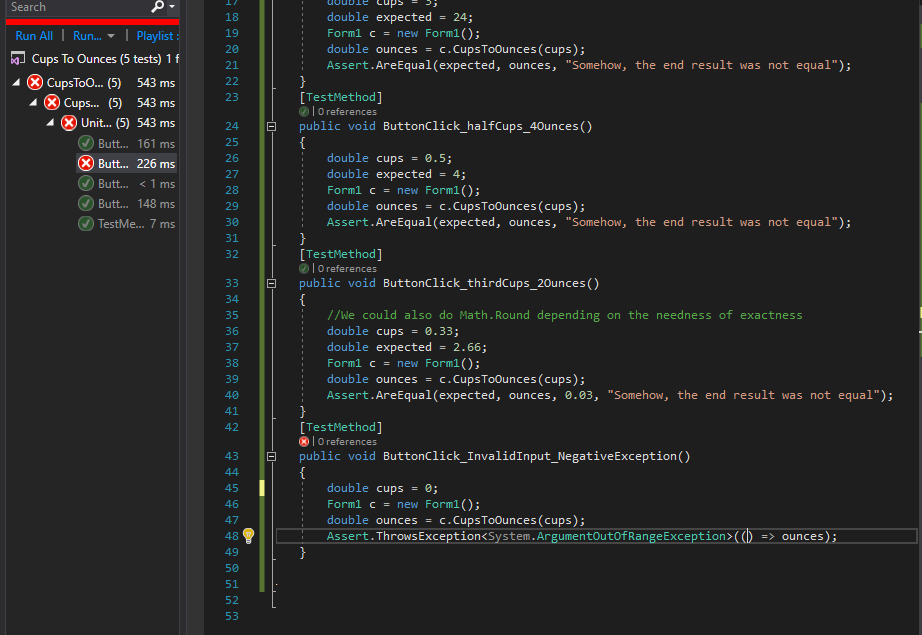 Search
Run All | Run... | Playlist :
Cups To Ounces (5 tests) 1 f
CupsToO... (5) 543 ms
Cups... (5) 543 ms
Unit... (5) 543 ms
Butt... 161 ms
Butt... 226 ms
Butt... < 1 ms
Butt... 148 ms
TestMe... 7 ms
17 double cups = 3;
18 double expected = 24;
19 Form1 c = new Form1();
20 double ounces = c.CupsToOunces(cups);
21 Assert.AreEqual(expected, ounces, "Somehow, the end result was not equal");
22 }
23 [TestMethod]
| 0 references
24 public void ButtonClick_halfCups_4Ounces()
25 {
26 double cups = 0.5;
27 double expected = 4;
28 Form1 c = new Form1();
29 double ounces = c.CupsToOunces(cups);
30 Assert.AreEqual(expected, ounces, "Somehow, the end result was not equal");
31 }
32 [TestMethod]
| 0 references
33 public void ButtonClick_thirdCups_2Ounces()
34 {
35 //We could also do Math.Round depending on the needness of exactness
36 double cups = 0.33;
37 double expected = 2.66;
38 Form1 c = new Form1();
39 double ounces = c.CupsToOunces(cups);
40 Assert.AreEqual(expected, ounces, 0.03, "Somehow, the end result was not equal");
41 }
42 [TestMethod]
| 0 references
43 public void ButtonClick_InvalidInput_NegativeException()
44 {
45 double cups = 0;
46 Form1 c = new Form1();
47 double ounces = c.CupsToOunces(cups);
48 Assert.ThrowsException<System.ArgumentOutOfRangeException>(() => ounces);
49 }
50
51
52
53